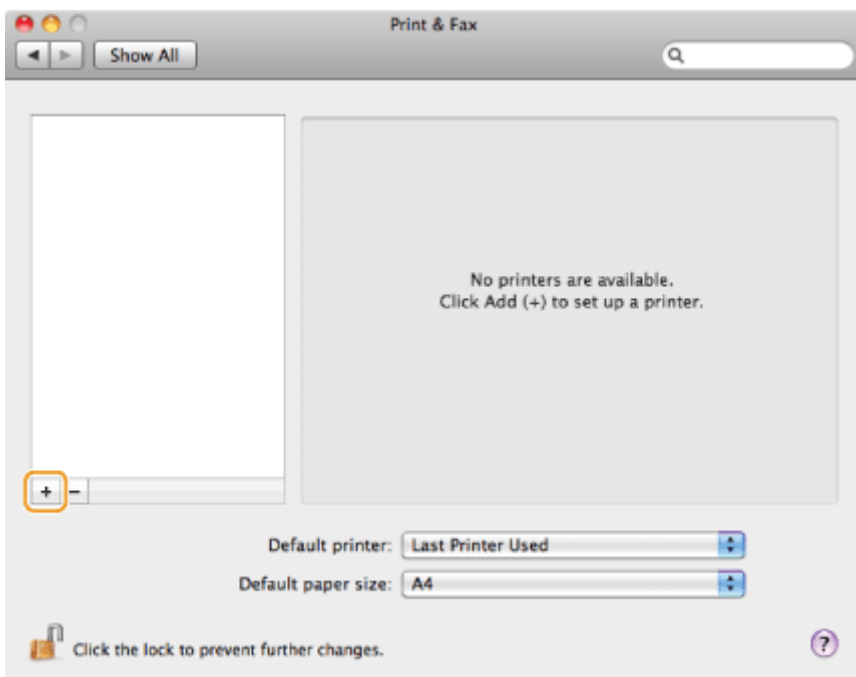 Print & Fax
Show All
No printers are available.
Click Add (+) to set up a printer.
+ −
Default printer: Last Printer Used
Default paper size: A4
Click the lock to prevent further changes.
?